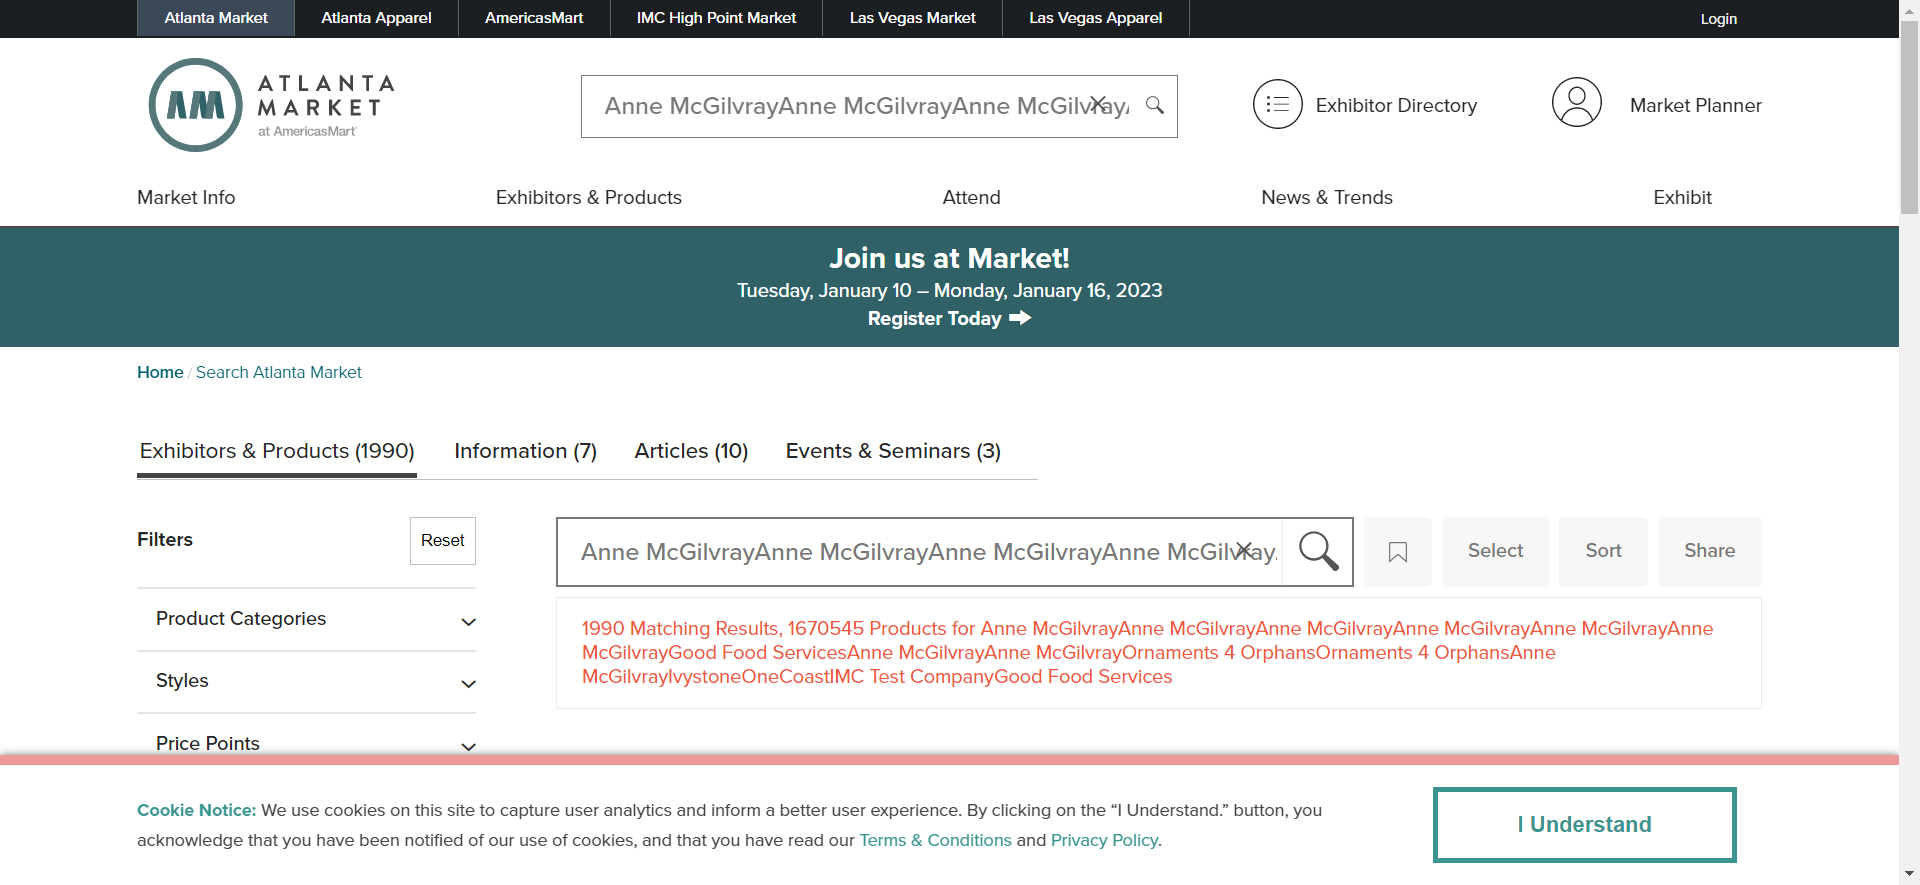 Atlanta Market
Atlanta Apparel
AmericasMart
IMC High Point Market
Las Vegas Market
Las Vegas Apparel
Login
AM
ATLANTA
MARKET
at AmericasMart®
Anne McGilvrayAnne McGilvrayAnne McGilvray
Exhibitor Directory
Market Planner
Market Info
Exhibitors & Products
Attend
News & Trends
Exhibit
Join us at Market!
Tuesday, January 10 – Monday, January 16, 2023
Register Today
Home / Search Atlanta Market
Exhibitors & Products (1990)
Information (7)
Articles (10)
Events & Seminars (3)
Filters
Reset
Anne McGilvrayAnne McGilvrayAnne McGilvrayAnne McGilvray
Select
Sort
Share
Product Categories
1990 Matching Results, 1670545 Products for Anne McGilvrayAnne McGilvrayAnne McGilvrayAnne McGilvrayAnne McGilvrayAnne
McGilvrayGood Food ServicesAnne McGilvrayAnne McGilvrayOrnaments 4 OrphansOrnaments 4 OrphansAnne
McGilvrayIvystoneOneCoastIMC Test CompanyGood Food Services
Styles
Price Points
Cookie Notice: We use cookies on this site to capture user analytics and inform a better user experience. By clicking on the “I Understand.” button, you
acknowledge that you have been notified of our use of cookies, and that you have read our Terms & Conditions and Privacy Policy.
I Understand